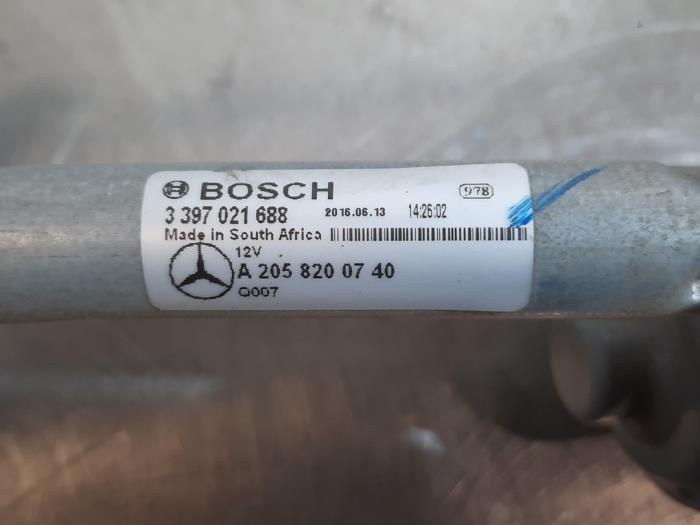 BOSCH 978
3 397 021 688 2016.06.13 14:26:02
Made in South Africa
12V
A 205 820 07 40
Q007